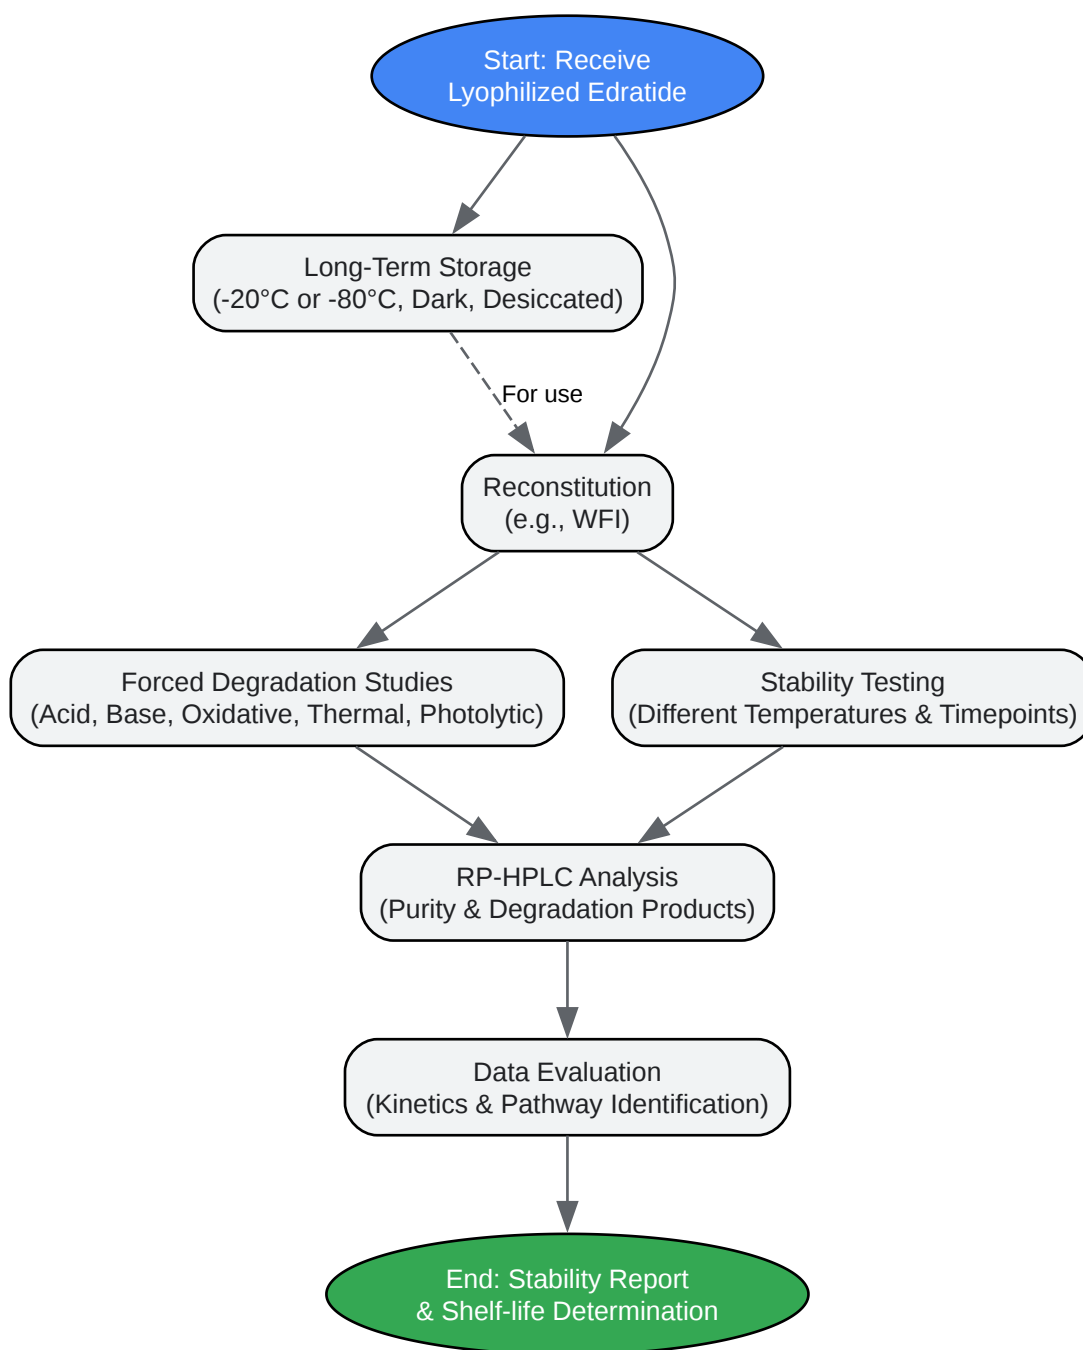 Start: Receive
Lyophilized Edratide
Long-Term Storage
(-20°C or -80°C, Dark, Desiccated)
For use
Reconstitution
(e.g., WFI)
Forced Degradation Studies
(Acid, Base, Oxidative, Thermal, Photolytic)
Stability Testing
(Different Temperatures & Timepoints)
RP-HPLC Analysis
(Purity & Degradation Products)
Data Evaluation
(Kinetics & Pathway Identification)
End: Stability Report
& Shelf-life Determination